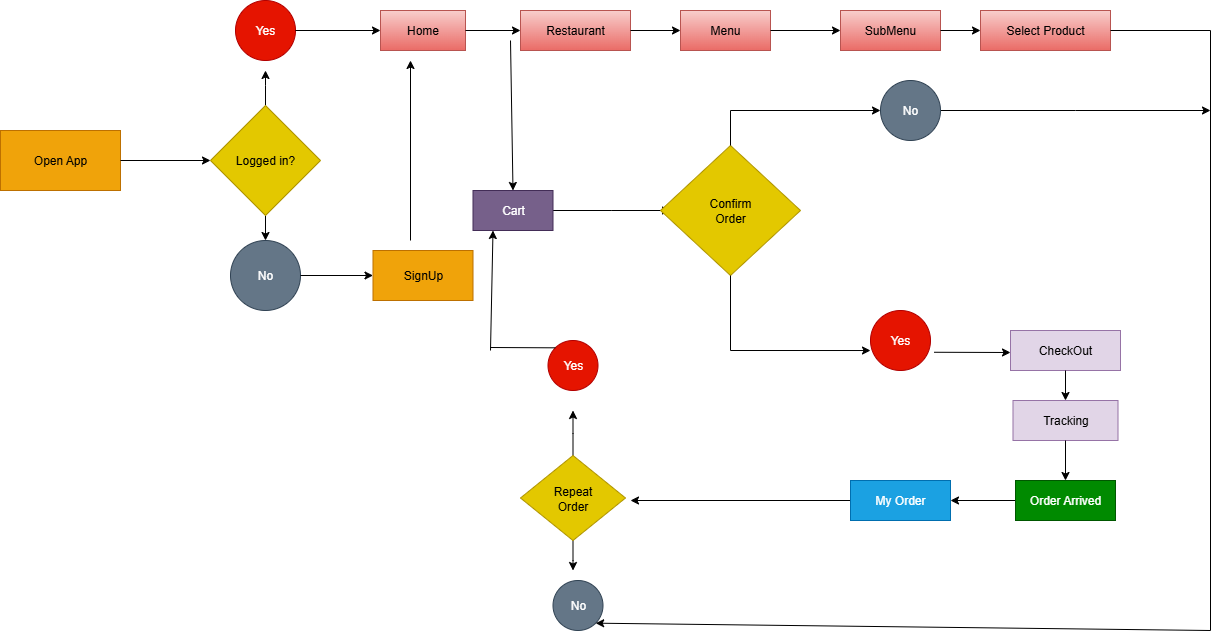 Yes
Home
Restaurant
Menu
SubMenu
Select Product
No
Open App
Logged in?
Cart
Confirm
Order
No
SignUp
Yes
CheckOut
Yes
Tracking
Repeat
Order
My Order
Order Arrived
No